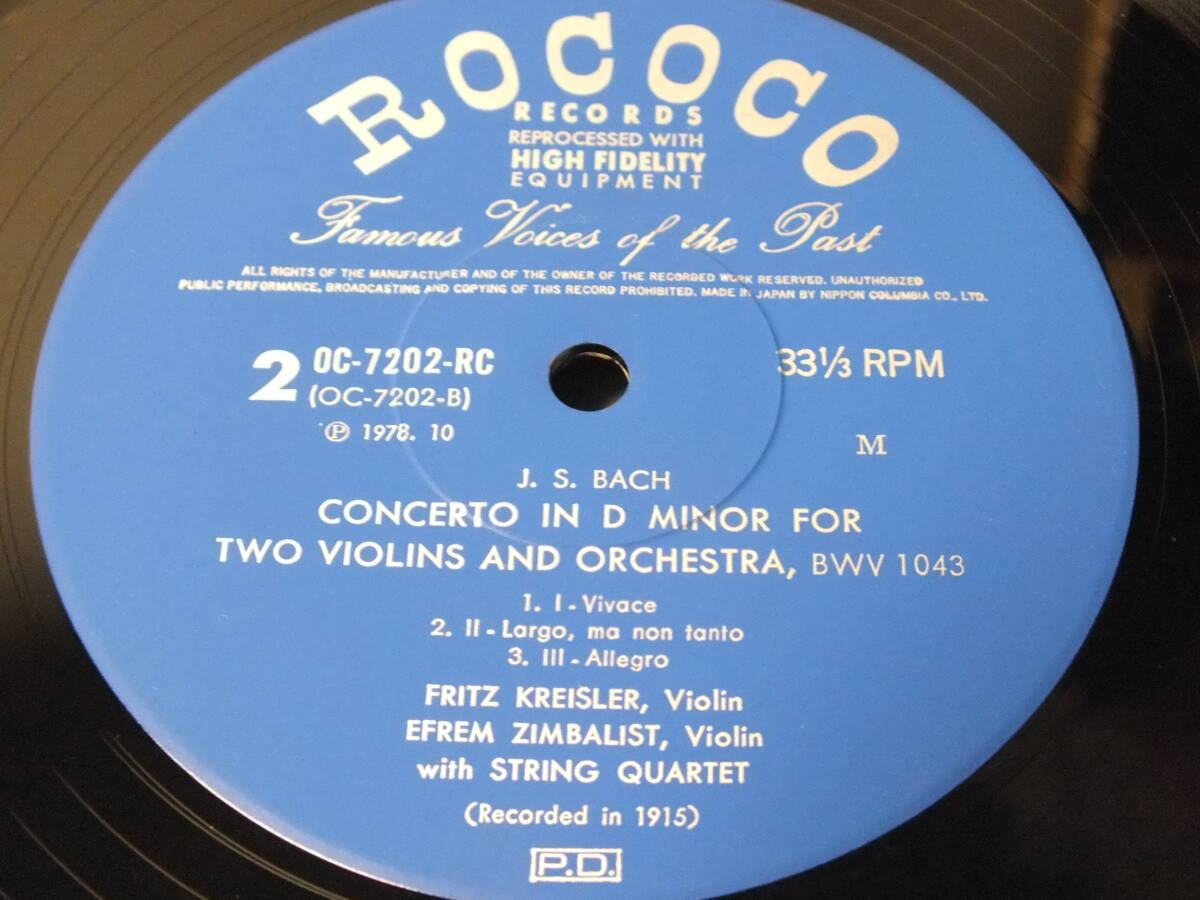 ROCOCO
RECORDS
REPROCESSED WITH
HIGH FIDELITY
EQUIPMENT
Famous Voices of the Past
ALL RIGHTS OF THE MANUFACTURER AND OF THE OWNER OF THE RECORDED WORK RESERVED. UNAUTHORIZED
PUBLIC PERFORMANCE, BROADCASTING AND COPYING OF THIS RECORD PROHIBITED. MADE IN JAPAN BY NIPPON COLUMBIA CO., LTD.
2 OC-7202-RC
(OC-7202-B)
℗ 1978. 10
33⅓ RPM
M
J. S. BACH
CONCERTO IN D MINOR FOR
TWO VIOLINS AND ORCHESTRA, BWV 1043
1. I - Vivace
2. II - Largo, ma non tanto
3. III - Allegro
FRITZ KREISLER, Violin
EFREM ZIMBALIST, Violin
with STRING QUARTET
(Recorded in 1915)
P.D.